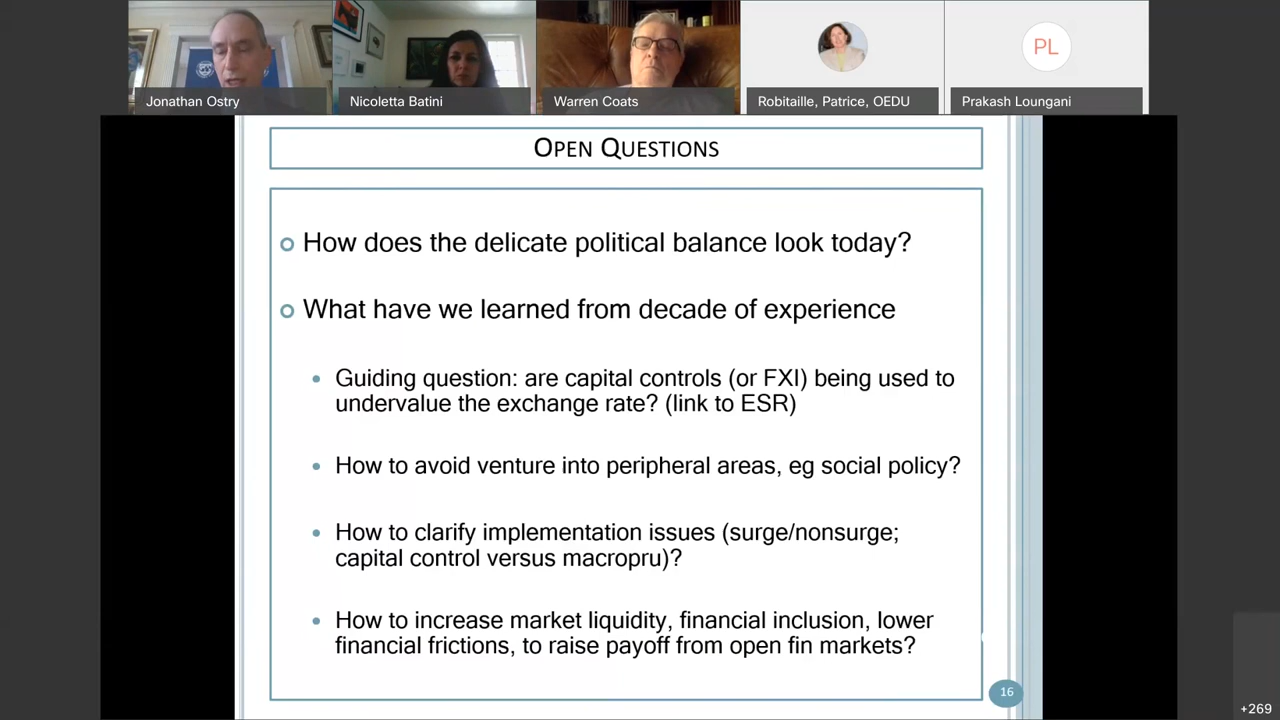 Jonathan Ostry
Nicoletta Batini
Warren Coats
Robitaille, Patrice, OEDU
PL
Prakash Loungani
OPEN QUESTIONS
How does the delicate political balance look today?
What have we learned from decade of experience
Guiding question: are capital controls (or FXI) being used to
undervalue the exchange rate? (link to ESR)
How to avoid venture into peripheral areas, eg social policy?
How to clarify implementation issues (surge/nonsurge;
capital control versus macropru)?
How to increase market liquidity, financial inclusion, lower
financial frictions, to raise payoff from open fin markets?
16
+269